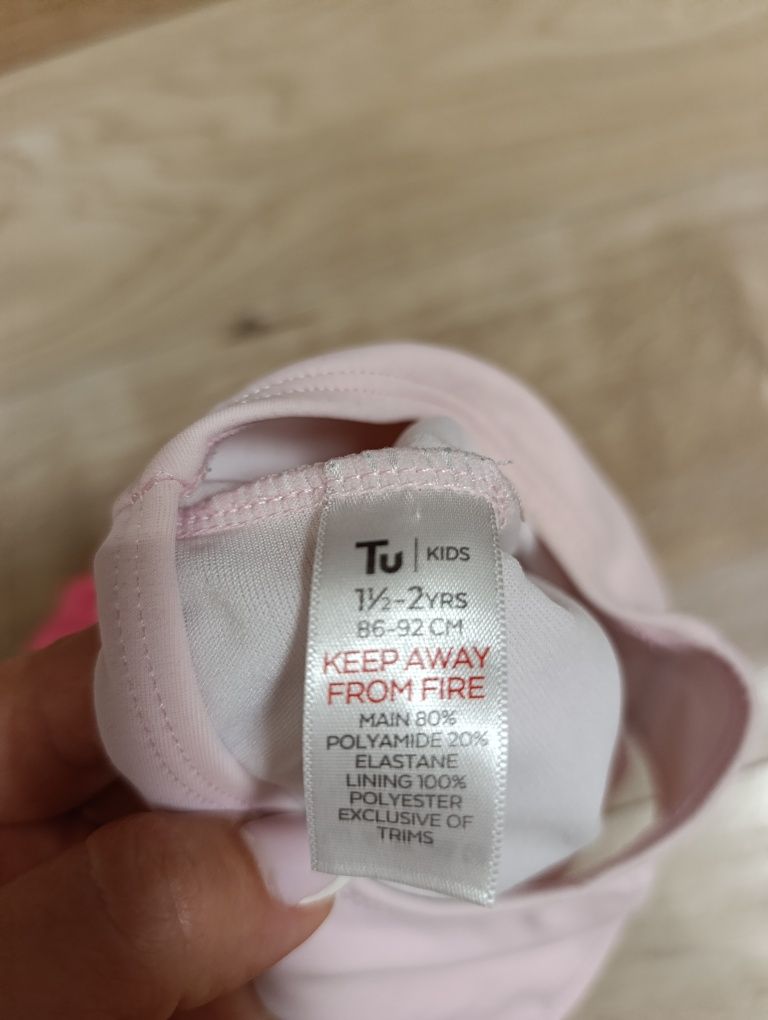 Tu | KIDS
1½-2YRS
86-92 CM
KEEP AWAY
FROM FIRE
MAIN 80%
POLYAMIDE 20%
ELASTANE
LINING 100%
POLYESTER
EXCLUSIVE OF
TRIMS